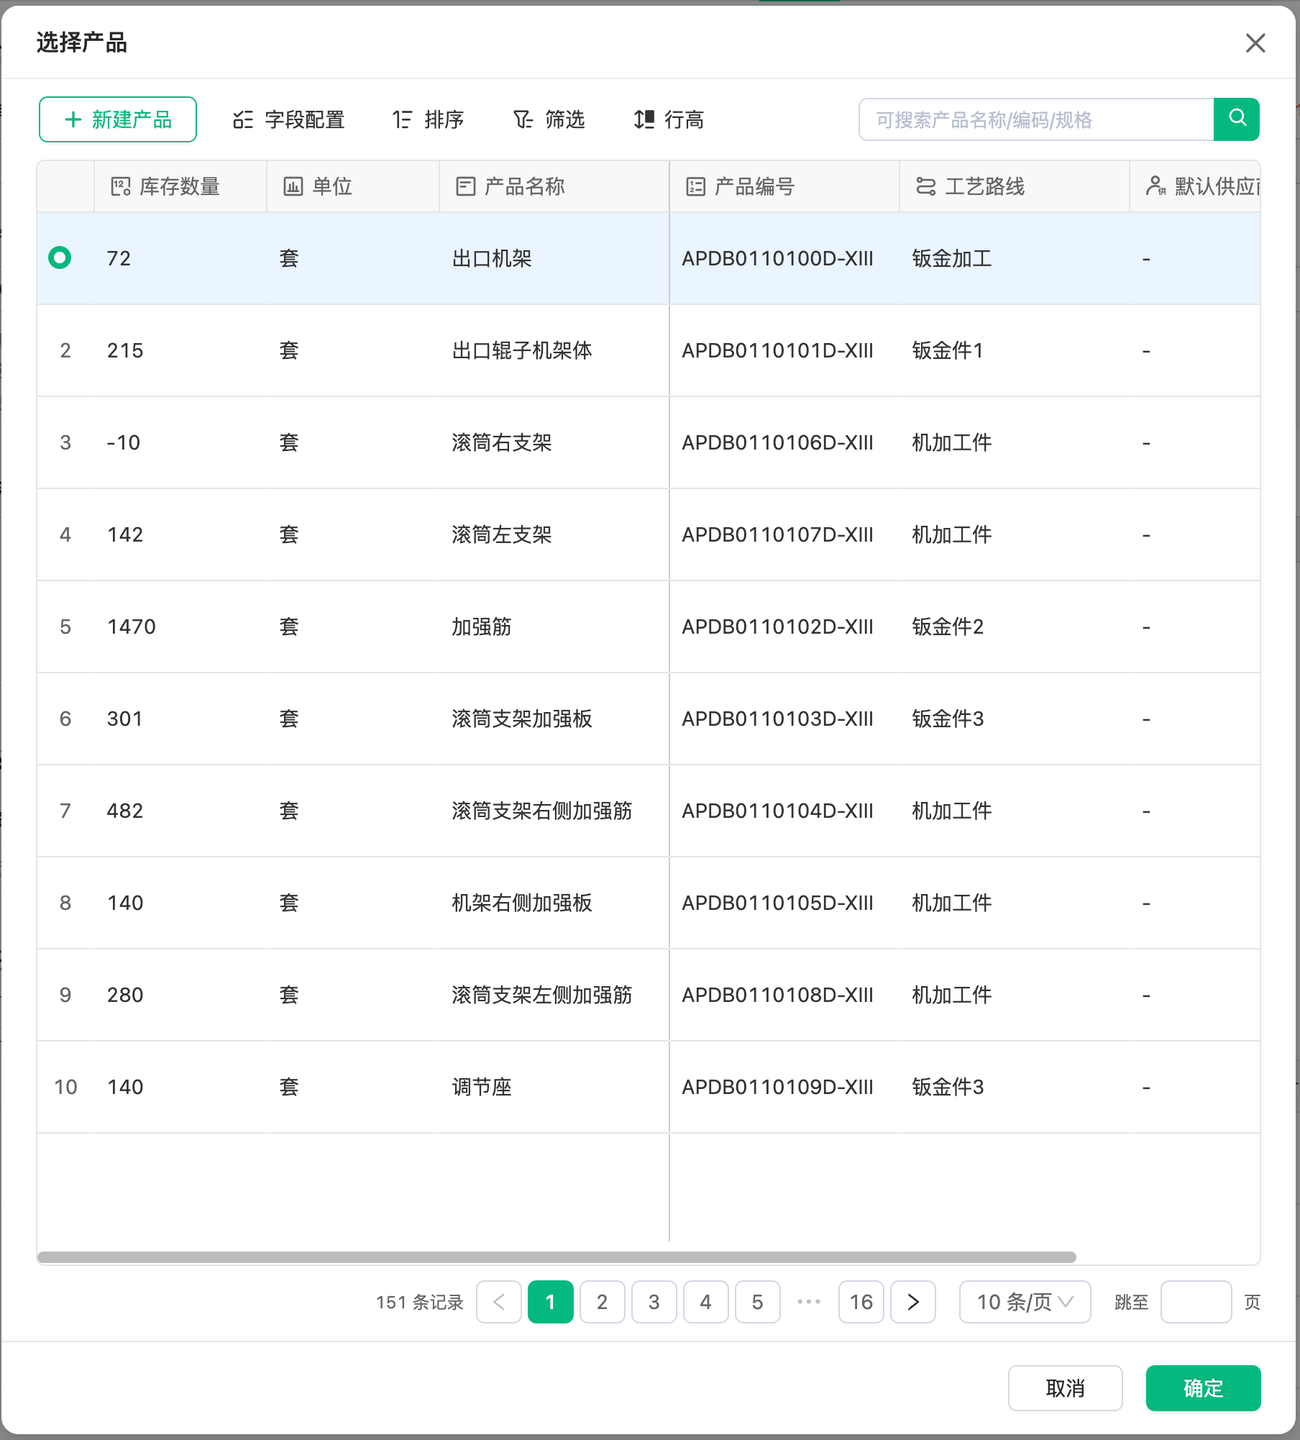 选择产品
新建产品 字段配置 排序 筛选 行高 可搜索产品名称/编码/规格
库存数量 单位 产品名称 产品编号 工艺路线 默认供应
72 套 出口机架 APDB0110100D-XIII 钣金加工 -
2 215 套 出口辊子机架体 APDB0110101D-XIII 钣金件1 -
3 -10 套 滚筒右支架 APDB0110106D-XIII 机加工件 -
4 142 套 滚筒左支架 APDB0110107D-XIII 机加工件 -
5 1470 套 加强筋 APDB0110102D-XIII 钣金件2 -
6 301 套 滚筒支架加强板 APDB0110103D-XIII 钣金件3 -
7 482 套 滚筒支架右侧加强筋 APDB0110104D-XIII 机加工件 -
8 140 套 机架右侧加强板 APDB0110105D-XIII 机加工件 -
9 280 套 滚筒支架左侧加强筋 APDB0110108D-XIII 机加工件 -
10 140 套 调节座 APDB0110109D-XIII 钣金件3 -
151 条记录 1 2 3 4 5 ••• 16 10 条/页 跳至 页
取消 确定